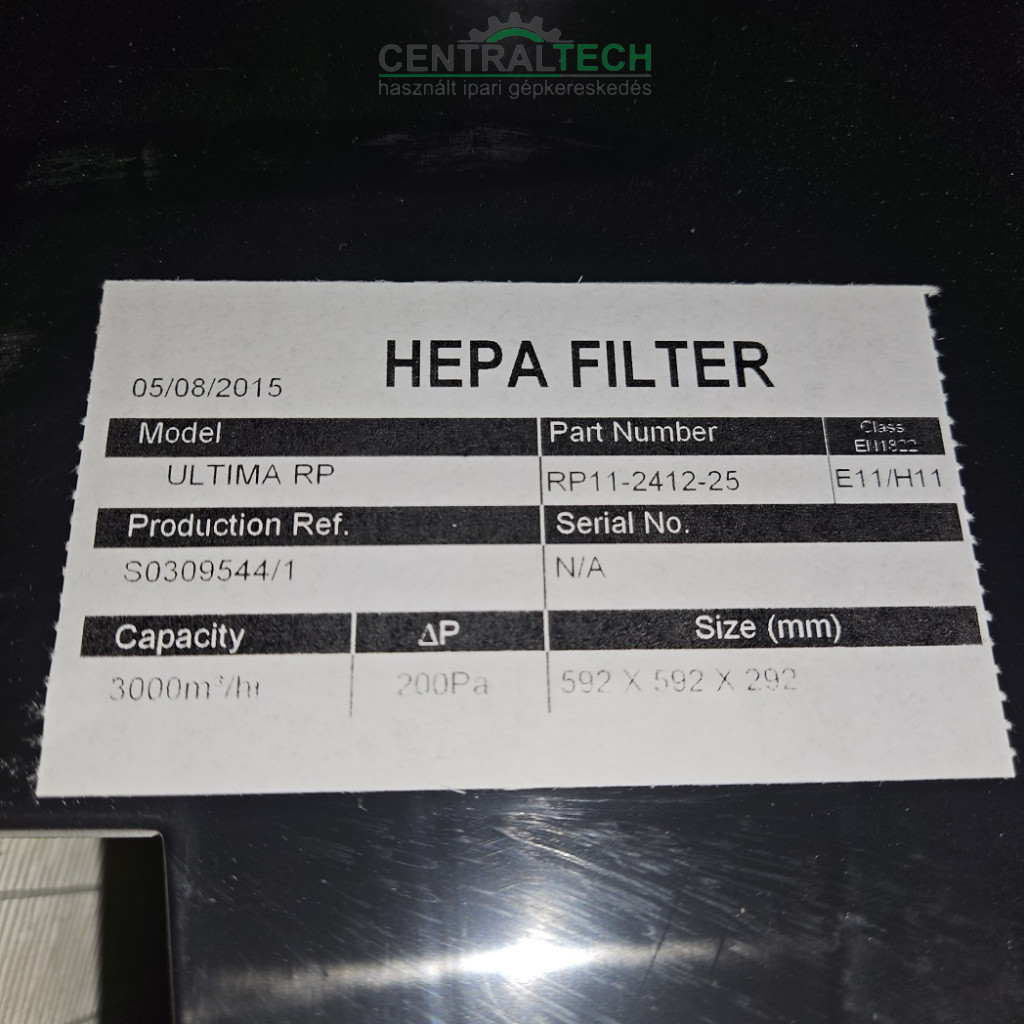 CENTRALTECH
használt ipari gépkereskedés
05/08/2015
HEPA FILTER
Model
Part Number
Class
EN1822
ULTIMA RP
RP11-2412-25
E11/H11
Production Ref.
Serial No.
S0309544/1
N/A
Capacity
ΔP
Size (mm)
3000m³/hr
200Pa
592 X 592 X 292